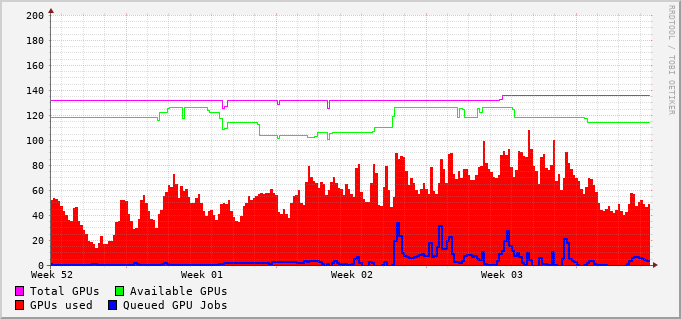 200
180
160
140
120
100
80
60
40
20
0
Week 52 Week 01 Week 02 Week 03
Total GPUs Available GPUs
GPUs used Queued GPU Jobs
RRDTOOL / TOBI OETIKER